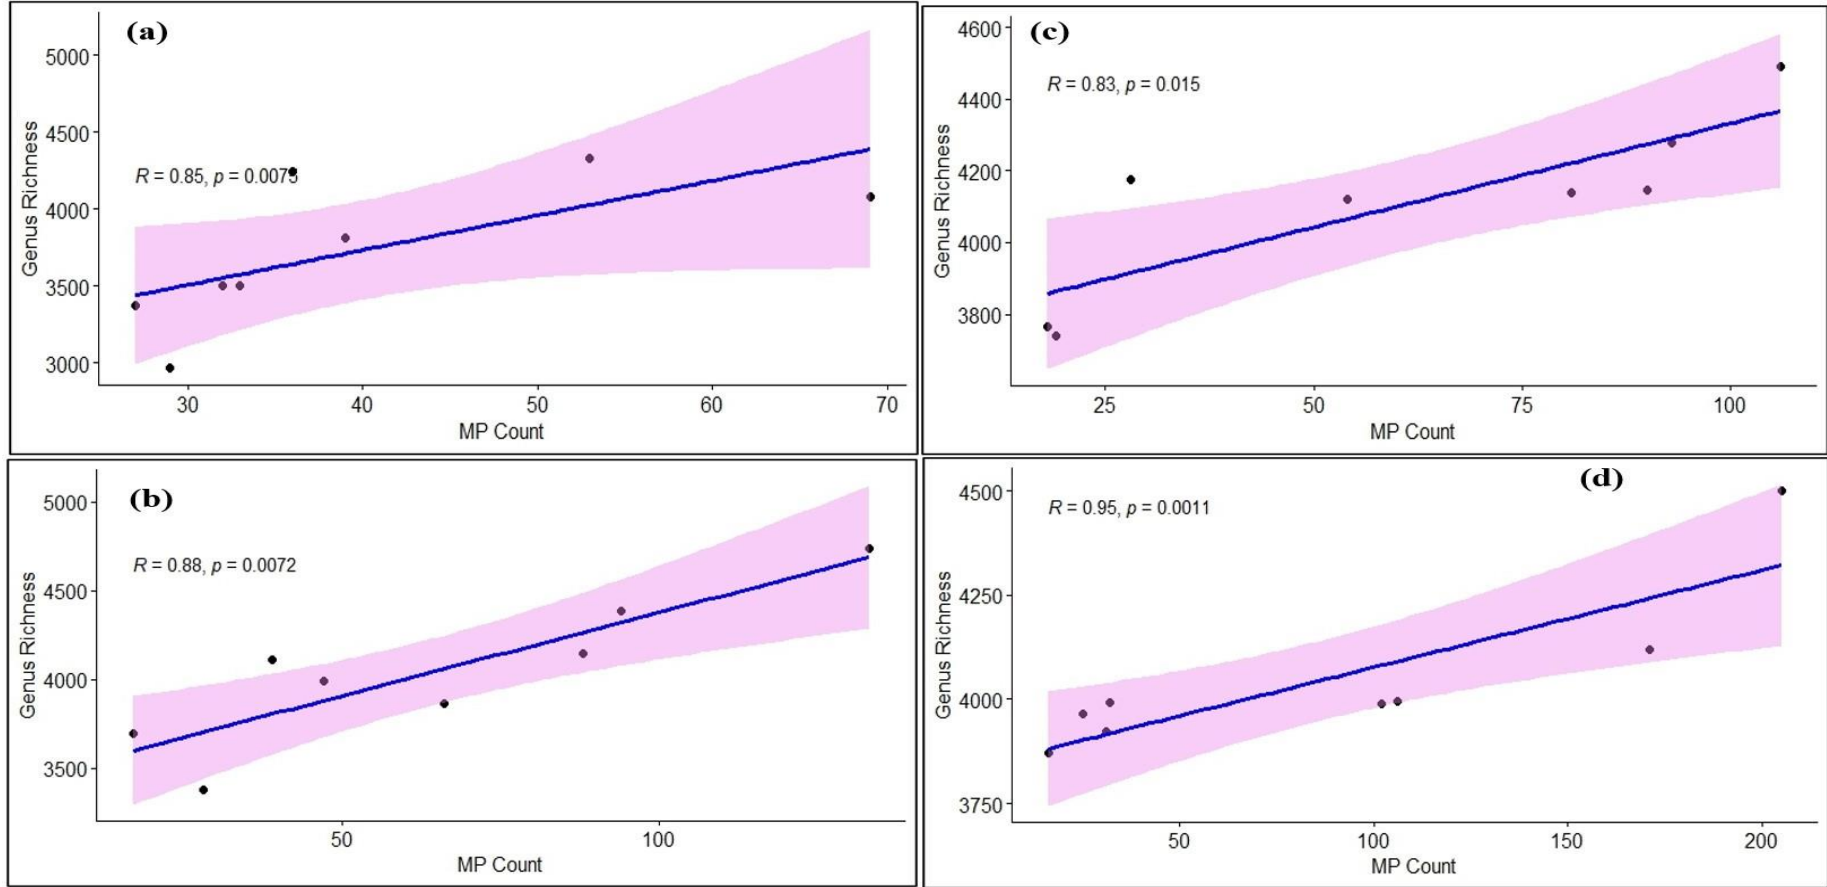 (a)
R = 0.85, p = 0.0075
Genus Richness
5000
4500
4000
3500
3000
30 40 50 60 70
MP Count
(c)
R = 0.83, p = 0.015
Genus Richness
4600
4400
4200
4000
3800
25 50 75 100
MP Count
(b)
R = 0.88, p = 0.0072
Genus Richness
5000
4500
4000
3500
50 100
MP Count
(d)
R = 0.95, p = 0.0011
Genus Richness
4500
4250
4000
3750
50 100 150 200
MP Count